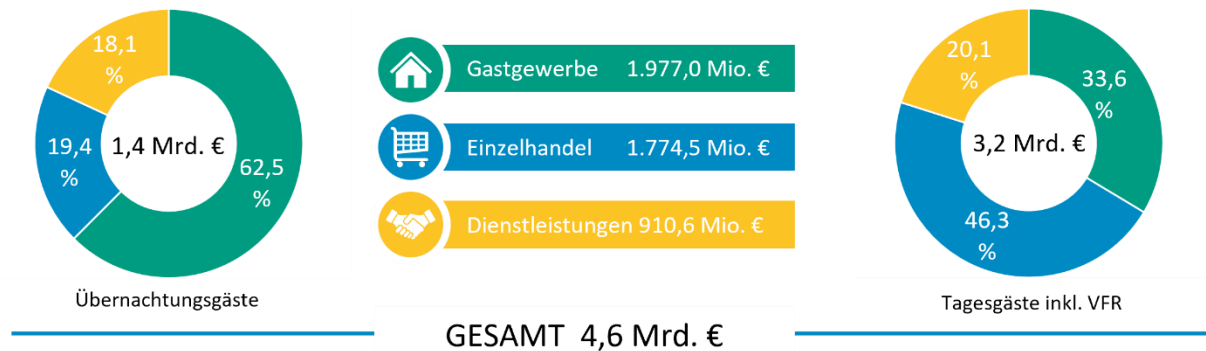 18,1
%
19,4
%
1,4 Mrd. €
62,5
%
Übernachtungsgäste
Gastgewerbe 1.977,0 Mio. €
Einzelhandel 1.774,5 Mio. €
Dienstleistungen 910,6 Mio. €
GESAMT 4,6 Mrd. €
20,1
%
33,6
%
3,2 Mrd. €
46,3
%
Tagesgäste inkl. VFR